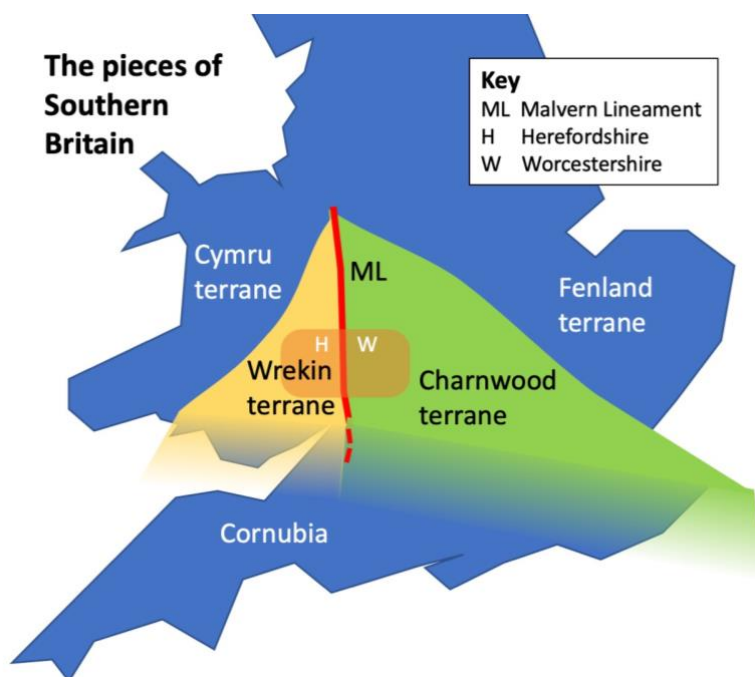 The pieces of
Southern
Britain
Key
ML Malvern Lineament
H Herefordshire
W Worcestershire
Cymru
terrane
ML
Fenland
terrane
H
W
Wrekin
terrane
Charnwood
terrane
Cornubia